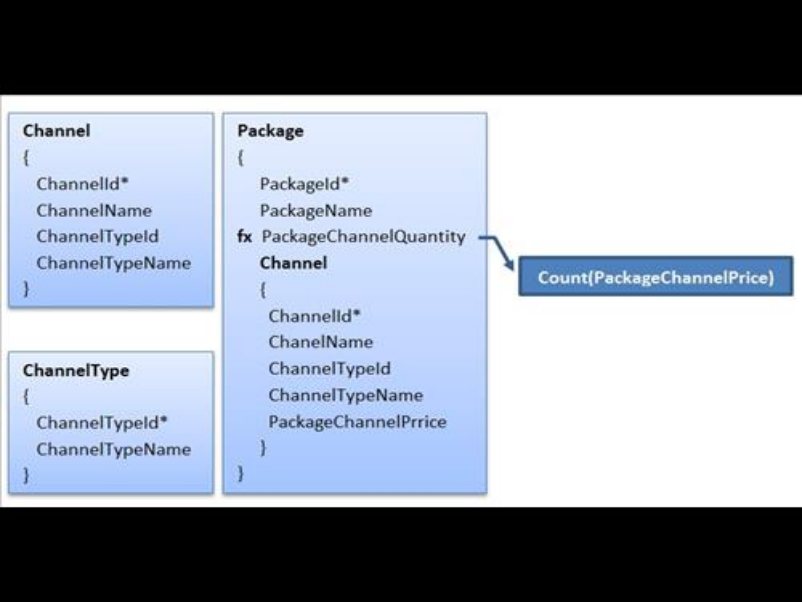 Channel
{
ChannelId*
ChannelName
ChannelTypeId
ChannelTypeName
}
ChannelType
{
ChannelTypeId*
ChannelTypeName
}
Package
{
PackageId*
PackageName
fx PackageChannelQuantity
Channel
{
ChannelId*
ChanelName
ChannelTypeId
ChannelTypeName
PackageChannelPrrice
}
}
Count(PackageChannelPrice)